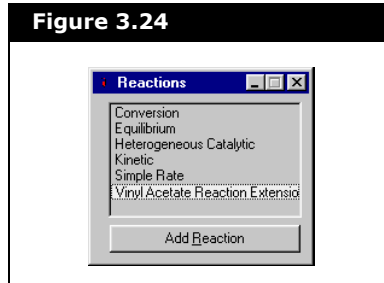 Figure 3.24
Reactions
Conversion
Equilibrium
Heterogeneous Catalytic
Kinetic
Simple Rate
Vinyl Acetate Reaction Extensio
Add Reaction